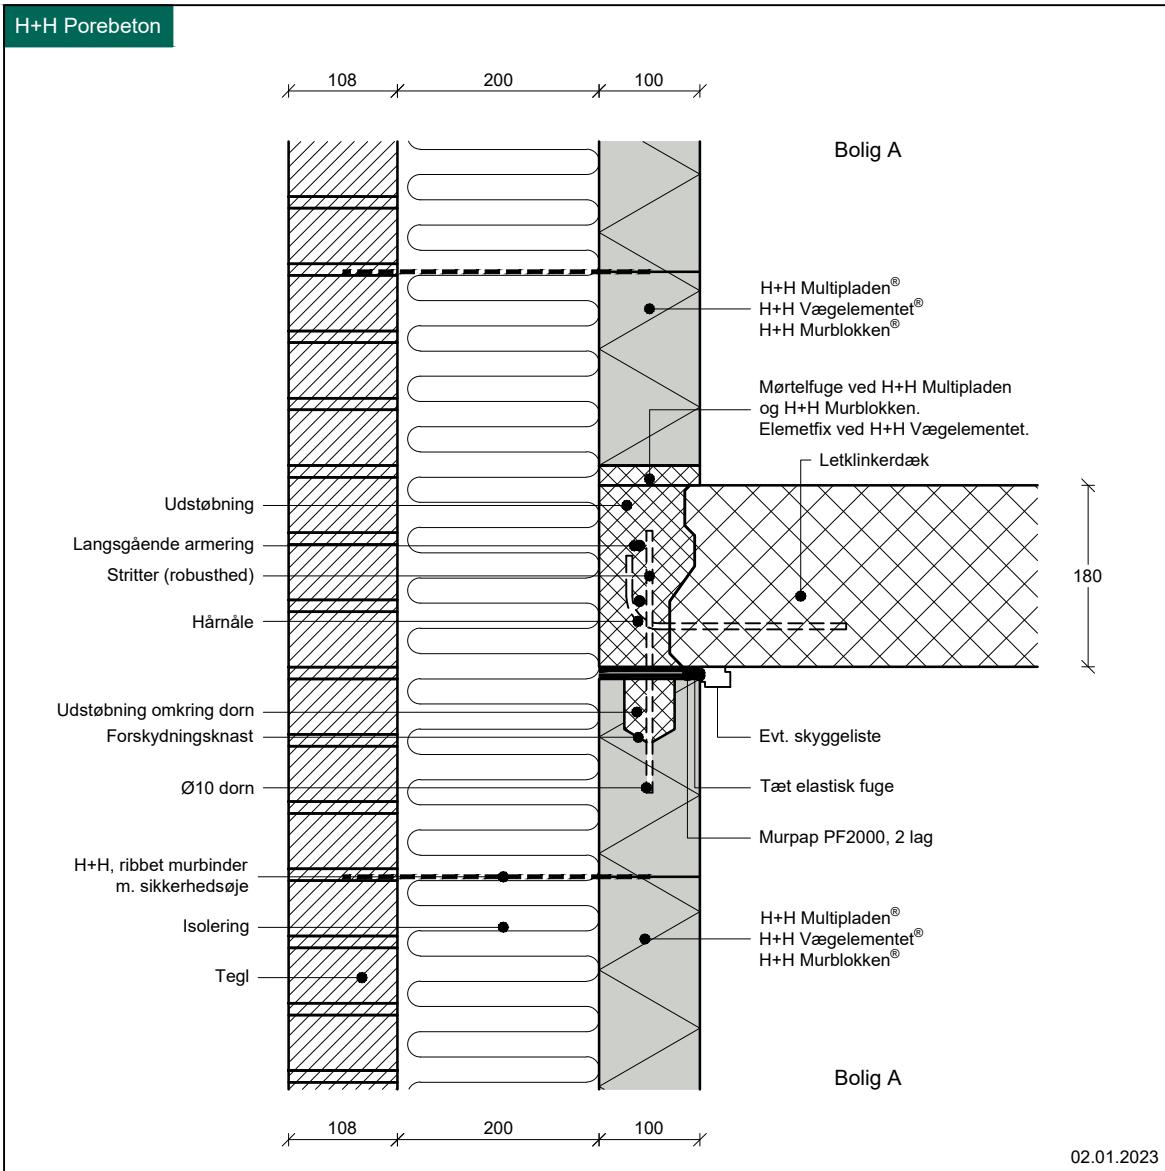 H+H Porebeton
108
200
100
Bolig A
H+H Multipladen®
H+H Vægelementet®
H+H Murblokken®
Mørtelfuge ved H+H Multipladen
og H+H Murblokken.
Elemetfix ved H+H Vægelementet.
Letklinkerdæk
Udstøbning
Langsgående armering
Stritter (robusthed)
Hårnåle
180
Udstøbning omkring dorn
Forskydningsknast
Ø10 dorn
Evt. skyggeliste
Tæt elastisk fuge
Murpap PF2000, 2 lag
H+H, ribbet murbinder
m. sikkerhedsøje
Isolering
Tegl
H+H Multipladen®
H+H Vægelementet®
H+H Murblokken®
Bolig A
108
200
100
02.01.2023